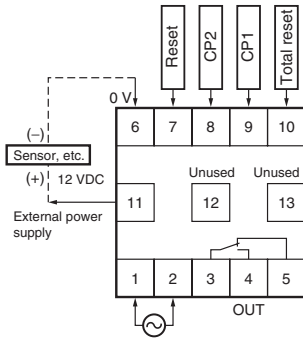 Reset
CP2
CP1
Total reset
0 V
6
7
8
9
10
(−)
Sensor, etc.
(+)
12 VDC
Unused
Unused
11
12
13
External power
supply
1
2
3
4
5
OUT